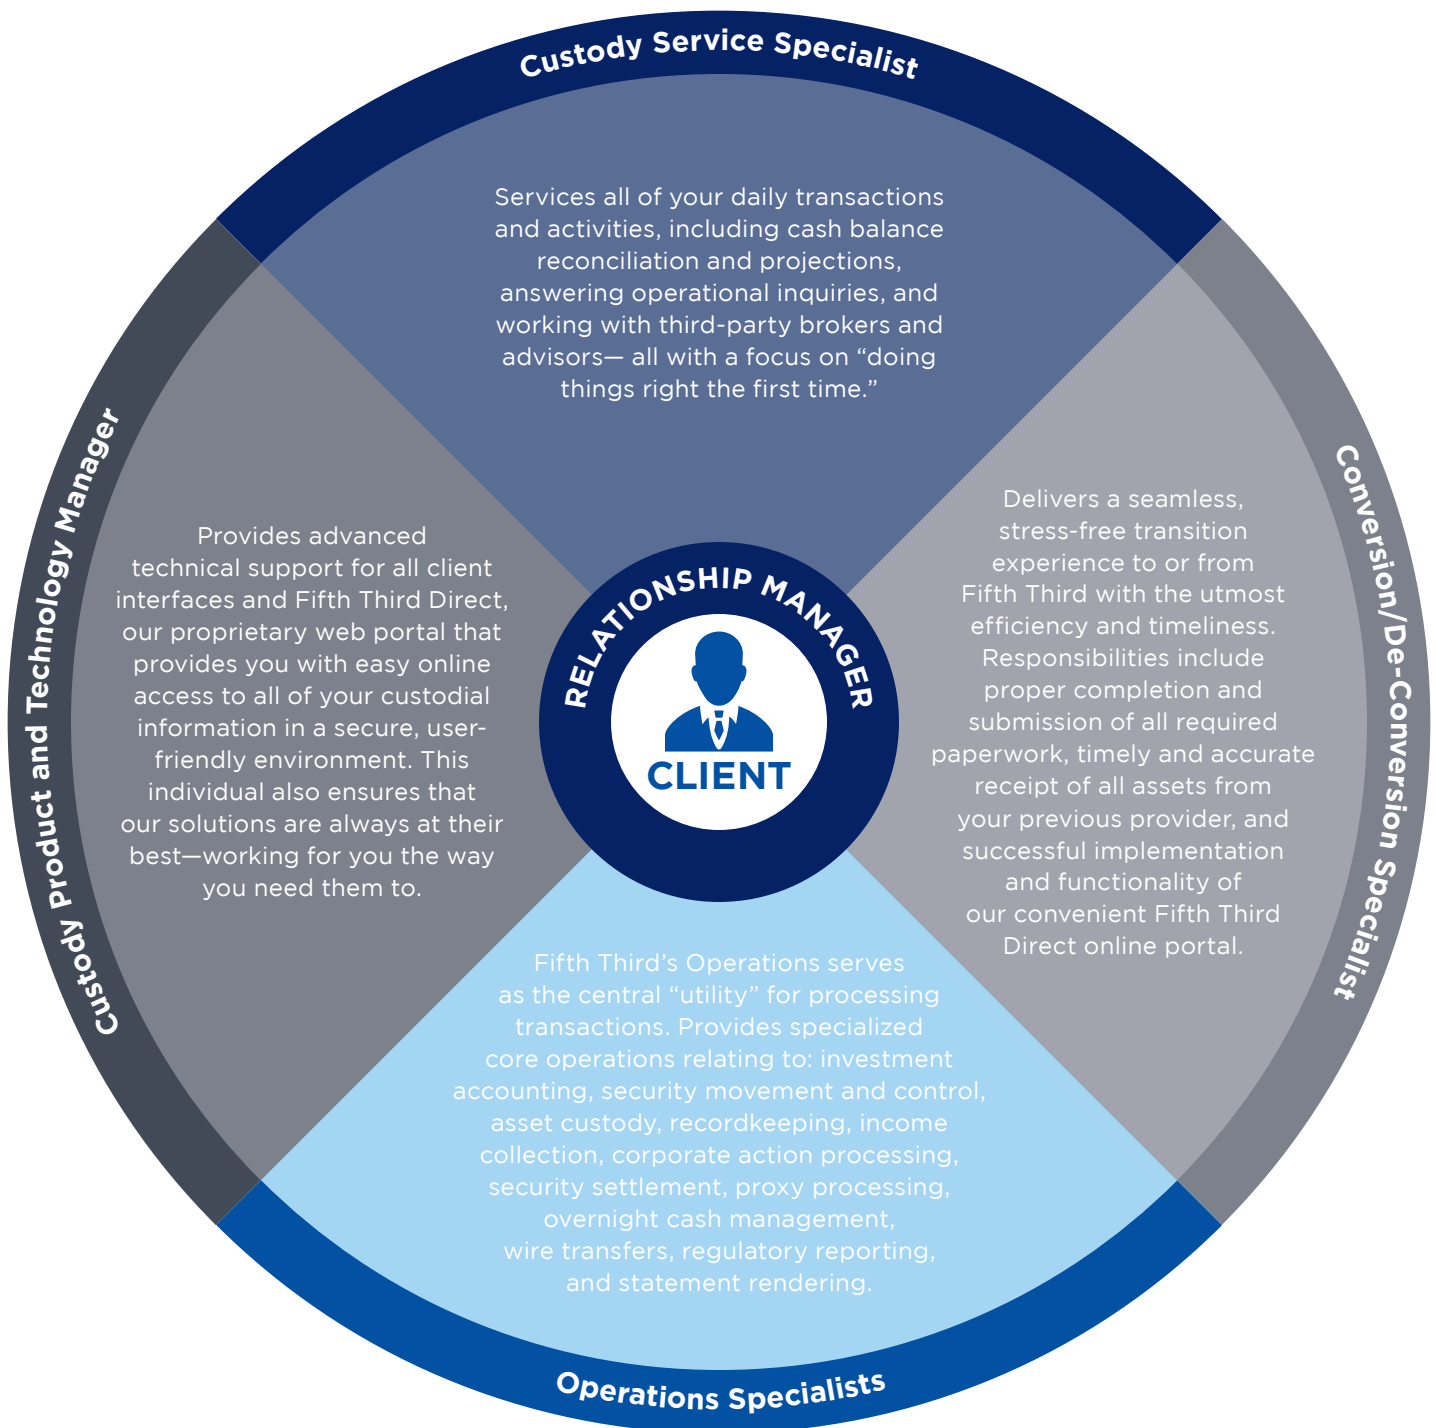 Custody Service Specialist
Services all of your daily transactions
and activities, including cash balance
reconciliation and projections,
answering operational inquiries, and
working with third-party brokers and
advisors— all with a focus on “doing
things right the first time.”
Custody Product and Technology Manager
Provides advanced
technical support for all client
interfaces and Fifth Third Direct,
our proprietary web portal that
provides you with easy online
access to all of your custodial
information in a secure, user-
friendly environment. This
individual also ensures that
our solutions are always at their
best—working for you the way
you need them to.
RELATIONSHIP MANAGER
CLIENT
Conversion/De-Conversion Specialist
Delivers a seamless,
stress-free transition
experience to or from
Fifth Third with the utmost
efficiency and timeliness.
Responsibilities include
proper completion and
submission of all required
paperwork, timely and accurate
receipt of all assets from
your previous provider, and
successful implementation
and functionality of
our convenient Fifth Third
Direct online portal.
Fifth Third’s Operations serves
as the central “utility” for processing
transactions. Provides specialized
core operations relating to: investment
accounting, security movement and control,
asset custody, recordkeeping, income
collection, corporate action processing,
security settlement, proxy processing,
overnight cash management,
wire transfers, regulatory reporting,
and statement rendering.
Operations Specialists